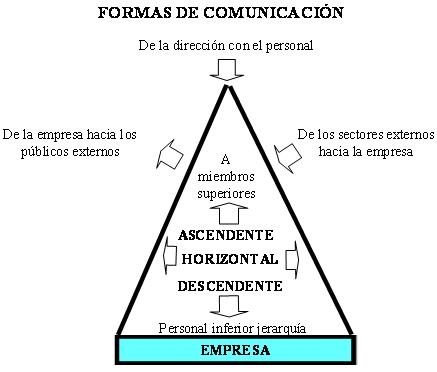 FORMAS DE COMUNICACIÓN
De la dirección con el personal
De la empresa hacia los
públicos externos
De los sectores externos
hacia la empresa
A
miembros
superiores
ASCENDENTE
HORIZONTAL
DESCENDENTE
Personal inferior jerarquía
EMPRESA